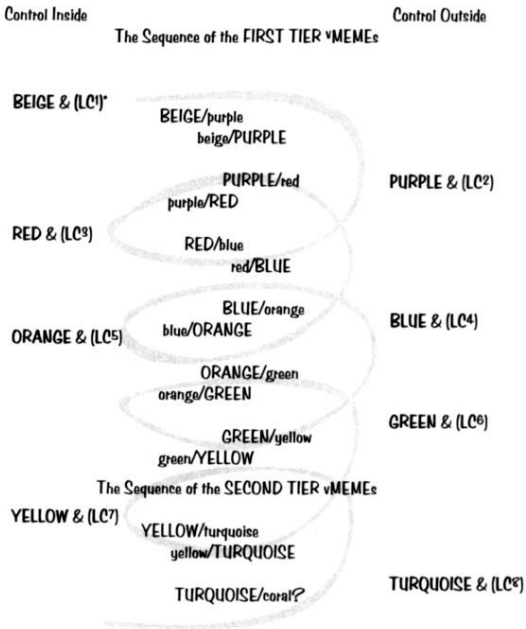 Control Inside
Control Outside
The Sequence of the FIRST TIER vMEMEs
BEIGE & (LC¹)*
BEIGE/purple
beige/PURPLE
PURPLE/red
PURPLE & (LC²)
purple/RED
RED & (LC³)
RED/blue
red/BLUE
BLUE/orange
BLUE & (LC⁴)
blue/ORANGE
ORANGE & (LC⁵)
ORANGE/green
orange/GREEN
GREEN & (LC⁶)
GREEN/yellow
green/YELLOW
The Sequence of the SECOND TIER vMEMEs
YELLOW & (LC⁷)
YELLOW/turquoise
yellow/TURQUOISE
TURQUOISE/coral?
TURQUOISE & (LC⁸)